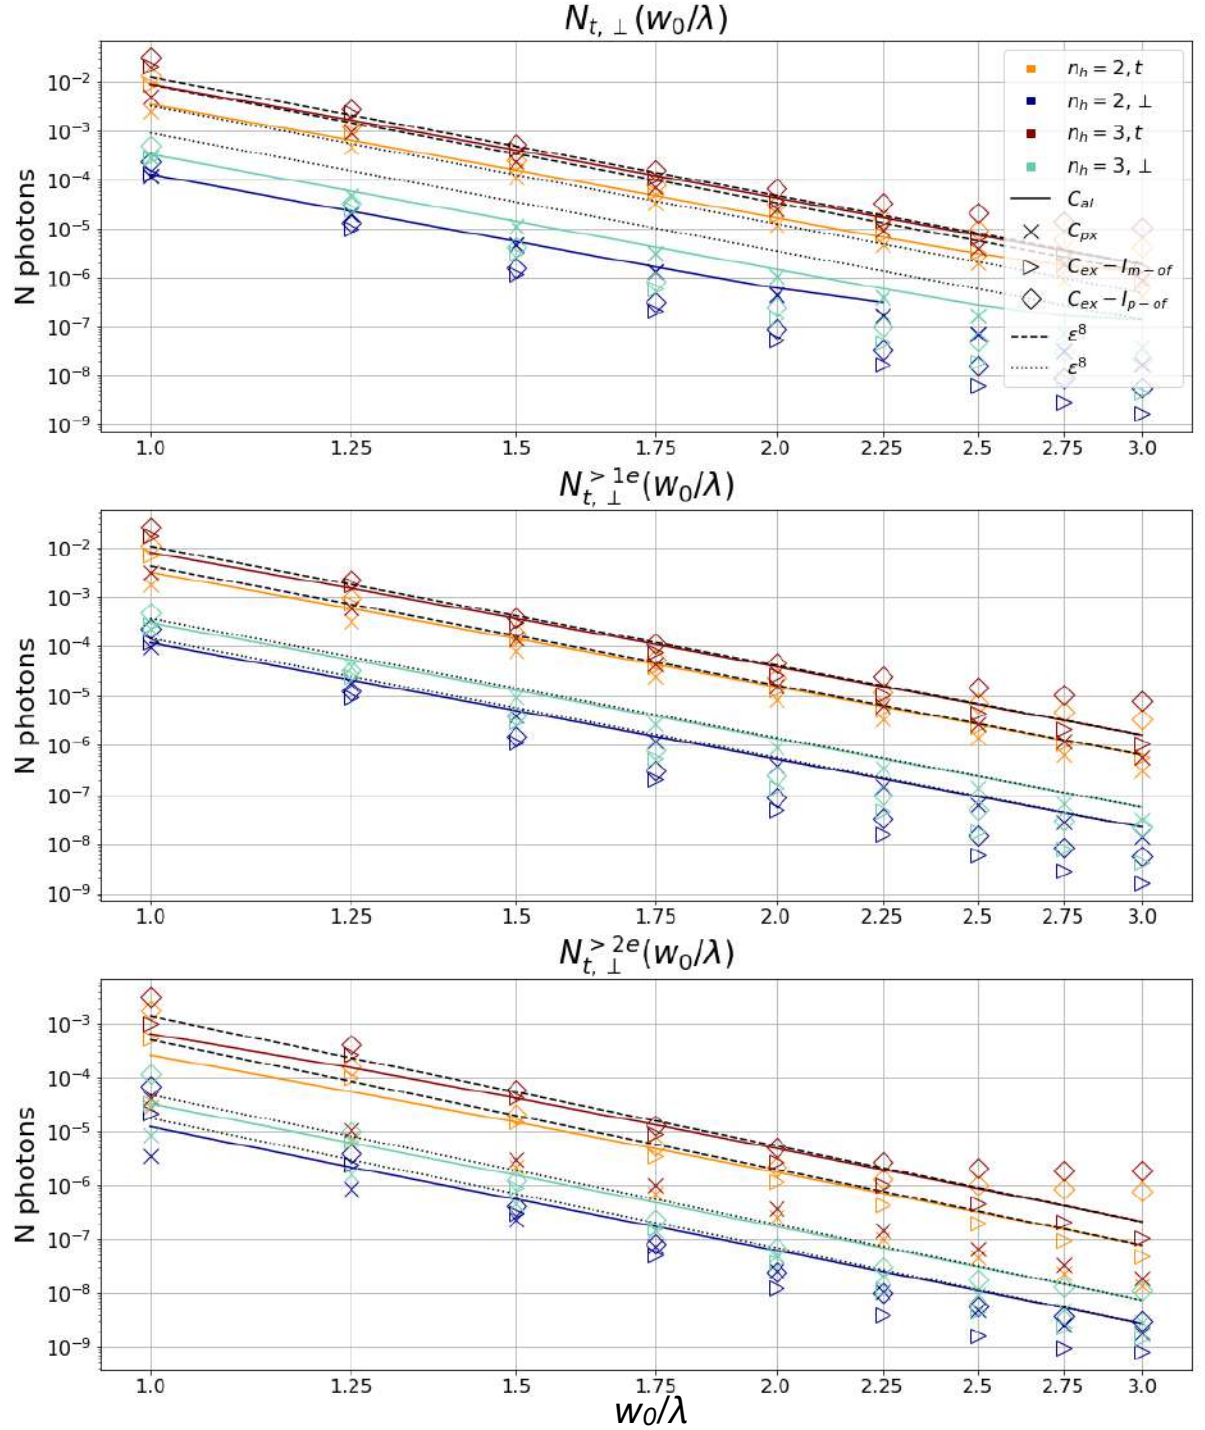 N_{t, ⊥}(w_0/λ)
10^{-2}
10^{-3}
10^{-4}
10^{-5}
10^{-6}
10^{-7}
10^{-8}
10^{-9}
N photons
n_h = 2, t
n_h = 2, ⊥
n_h = 3, t
n_h = 3, ⊥
C_{al}
C_{px}
C_{ex} − I_{m−of}
C_{ex} − I_{p−of}
ε^8
ε^8
1.0 1.25 1.5 1.75 2.0 2.25 2.5 2.75 3.0
N_{t, ⊥}^{>1e}(w_0/λ)
10^{-2}
10^{-3}
10^{-4}
10^{-5}
10^{-6}
10^{-7}
10^{-8}
10^{-9}
N photons
1.0 1.25 1.5 1.75 2.0 2.25 2.5 2.75 3.0
N_{t, ⊥}^{>2e}(w_0/λ)
10^{-3}
10^{-4}
10^{-5}
10^{-6}
10^{-7}
10^{-8}
10^{-9}
N photons
1.0 1.25 1.5 1.75 2.0 2.25 2.5 2.75 3.0
w_0/λ